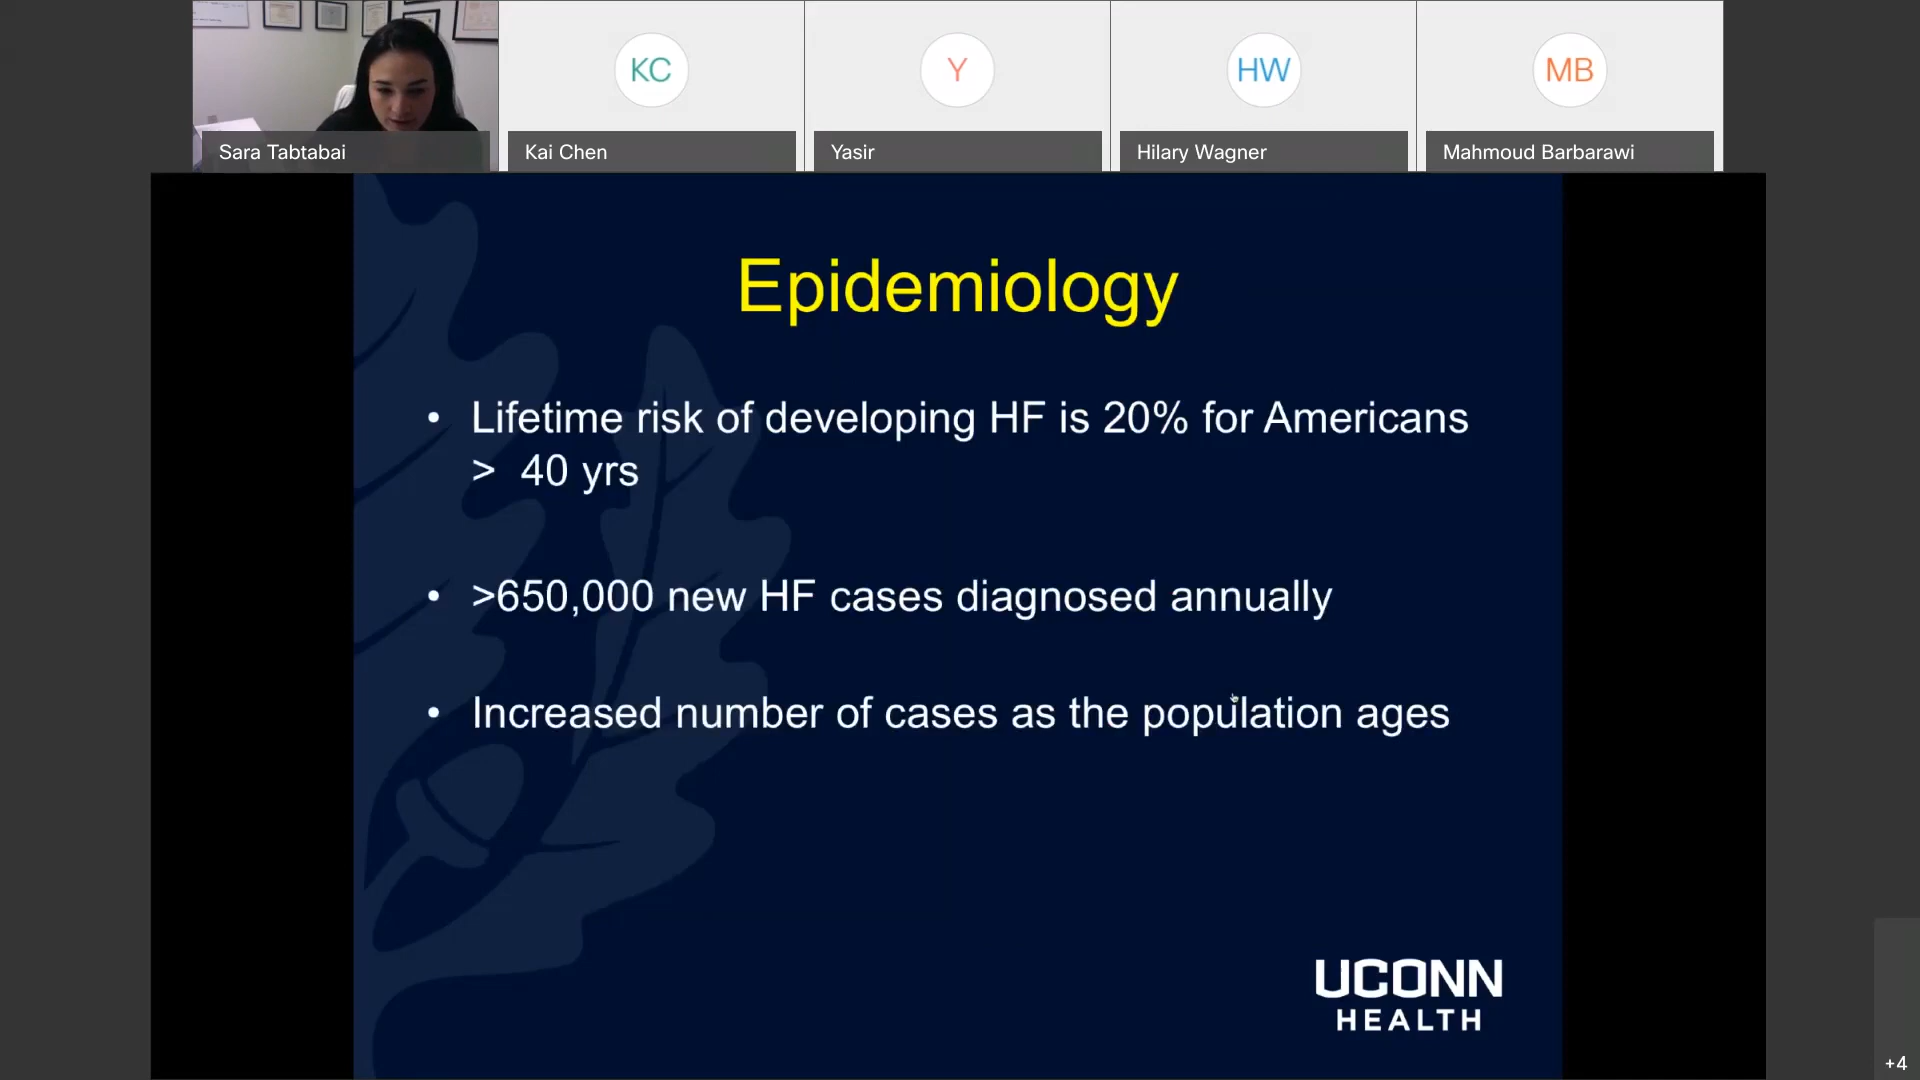 KC
Y
HW
MB
Sara Tabtabai
Kai Chen
Yasir
Hilary Wagner
Mahmoud Barbarawi
Epidemiology
• Lifetime risk of developing HF is 20% for Americans
> 40 yrs
• >650,000 new HF cases diagnosed annually
• Increased number of cases as the population ages
UCONN
HEALTH
+4